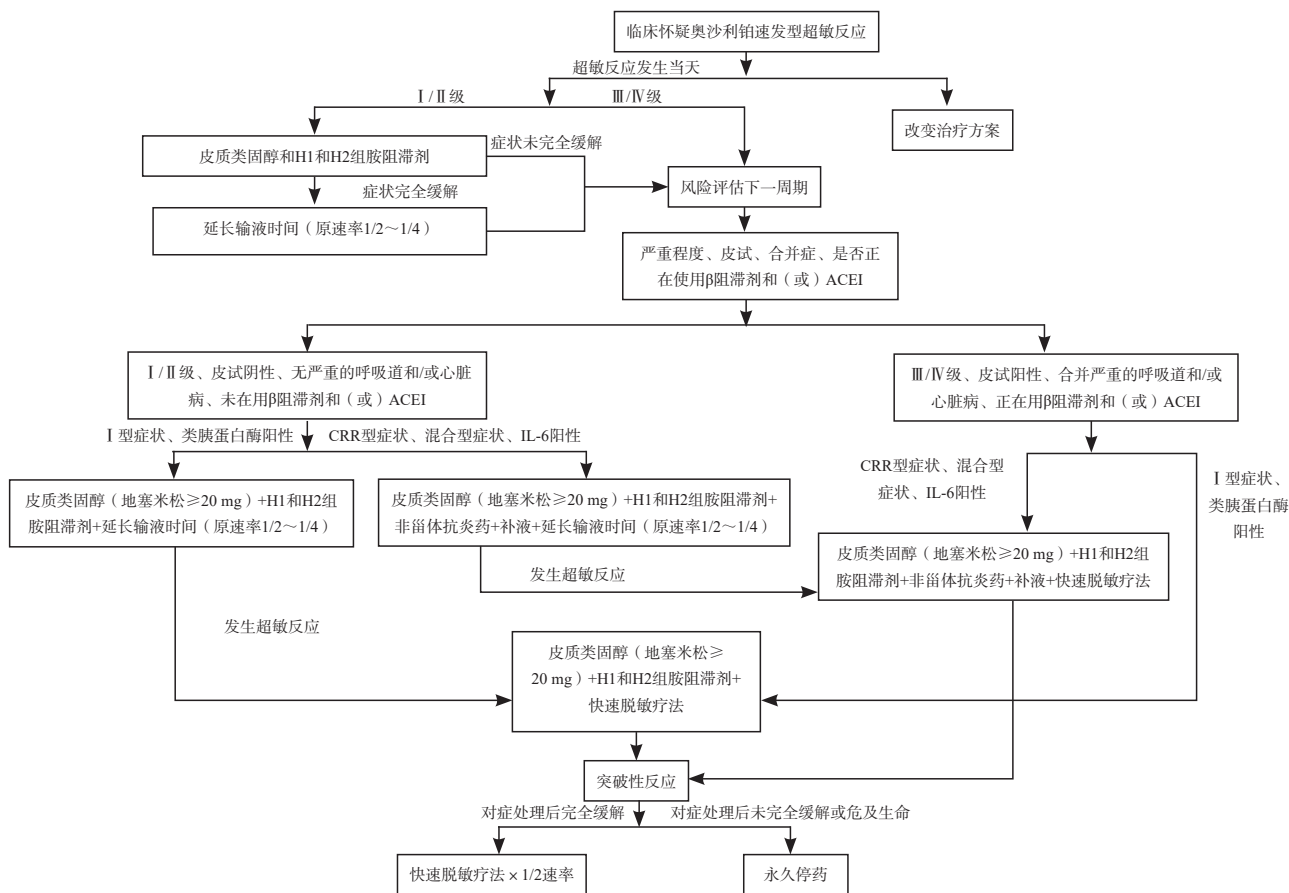 临床怀疑奥沙利铂速发型超敏反应
超敏反应发生当天
Ⅰ/Ⅱ级
Ⅲ/Ⅳ级
改变治疗方案
皮质类固醇和H1和H2组胺阻滞剂
症状未完全缓解
症状完全缓解
风险评估下一周期
延长输液时间（原速率1/2～1/4）
严重程度、皮试、合并症、是否正
在使用β阻滞剂和（或）ACEI
Ⅰ/Ⅱ级、皮试阴性、无严重的呼吸道和/或心脏
病、未在用β阻滞剂和（或）ACEI
Ⅲ/Ⅳ级、皮试阳性、合并严重的呼吸道和/或
心脏病、正在用β阻滞剂和（或）ACEI
Ⅰ型症状、类胰蛋白酶阳性
CRR型症状、混合型症状、IL-6阳性
CRR型症状、混合型
症状、IL-6阳性
Ⅰ型症状、
类胰蛋白酶
阳性
皮质类固醇（地塞米松≥20 mg）+H1和H2组
胺阻滞剂+延长输液时间（原速率1/2～1/4）
皮质类固醇（地塞米松≥20 mg）+H1和H2组胺阻滞剂+
非甾体抗炎药+补液+延长输液时间（原速率1/2～1/4）
发生超敏反应
皮质类固醇（地塞米松≥20 mg）+H1和H2组
胺阻滞剂+非甾体抗炎药+补液+快速脱敏疗法
发生超敏反应
皮质类固醇（地塞米松≥
20 mg）+H1和H2组胺阻滞剂+
快速脱敏疗法
突破性反应
对症处理后完全缓解
对症处理后未完全缓解或危及生命
快速脱敏疗法×1/2速率
永久停药